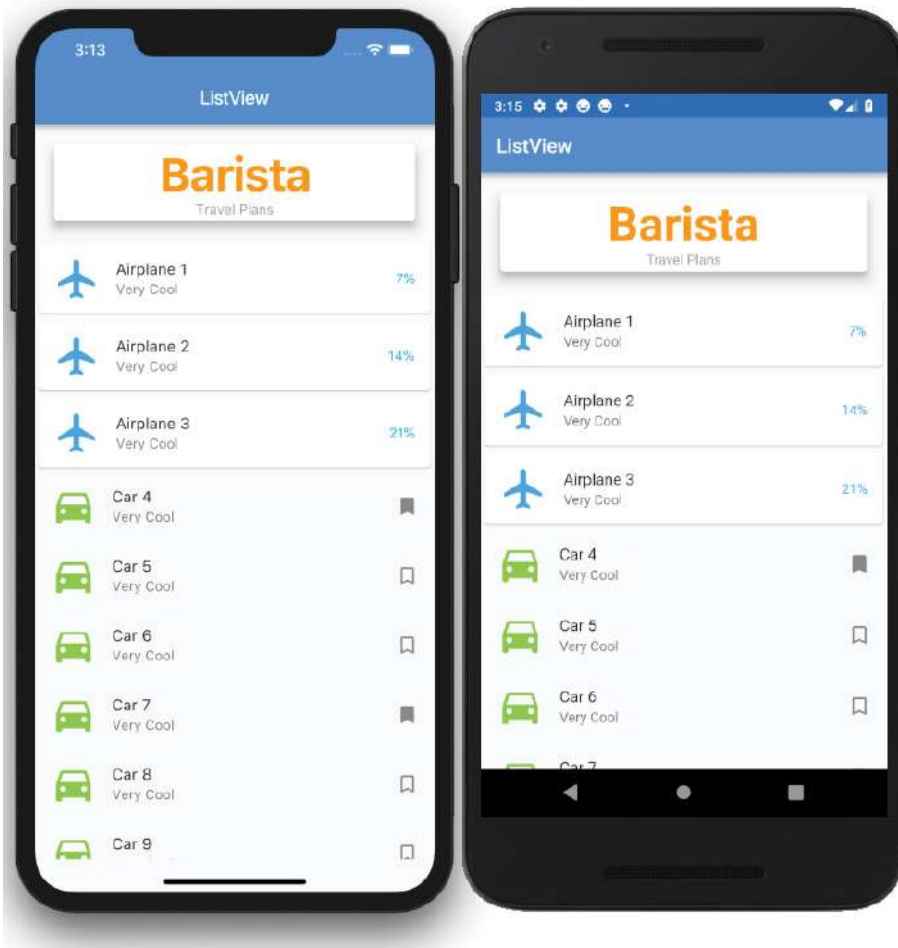 3:13
ListView
Barista
Travel Plans
Airplane 1
Very Cool
7%
Airplane 2
Very Cool
14%
Airplane 3
Very Cool
21%
Car 4
Very Cool
Car 5
Very Cool
Car 6
Very Cool
Car 7
Very Cool
Car 8
Very Cool
Car 9
3:15
ListView
Barista
Travel Plans
Airplane 1
Very Cool
7%
Airplane 2
Very Cool
14%
Airplane 3
Very Cool
21%
Car 4
Very Cool
Car 5
Very Cool
Car 6
Very Cool
Car 7